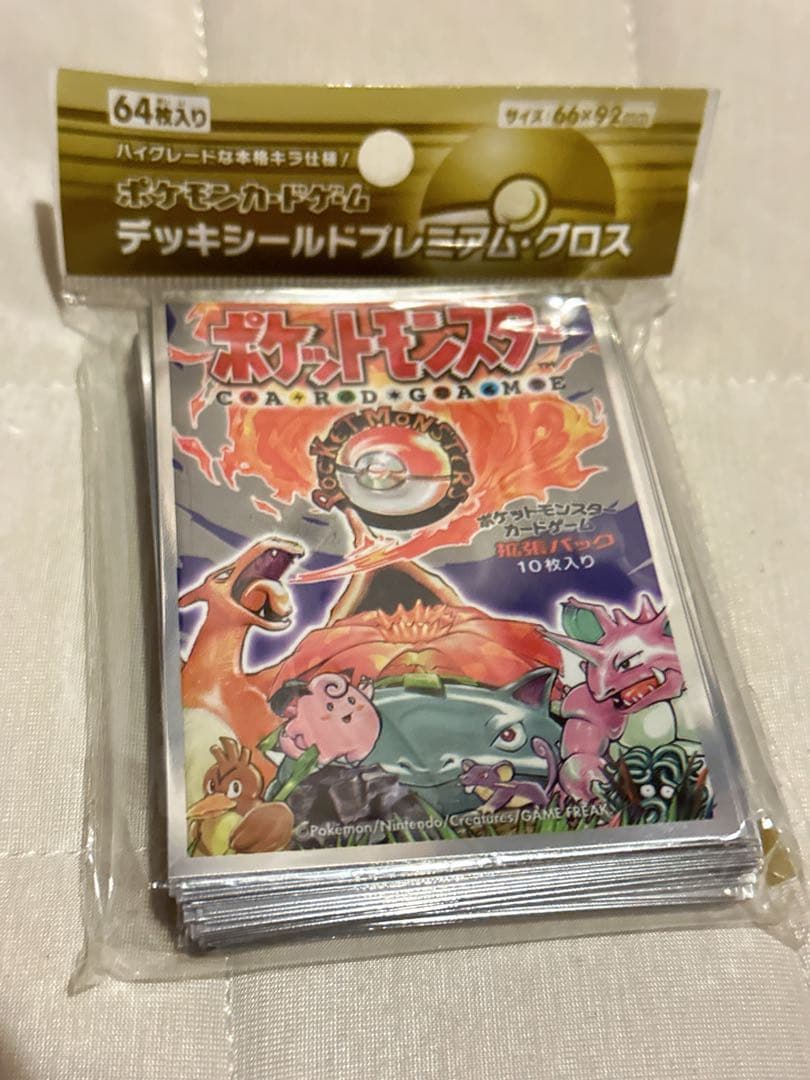 64枚入り
サイズ:66×92mm
ハイグレードな本格キラ仕様!
ポケモンカードゲーム
デッキシールドプレミアム・グロス
ポケットモンスター
™
CARD★GAME
POCKET MONSTERS
ポケットモンスター
カードゲーム
拡張パック
10枚入り
©Pokémon/Nintendo/Creatures/GAME FREAK